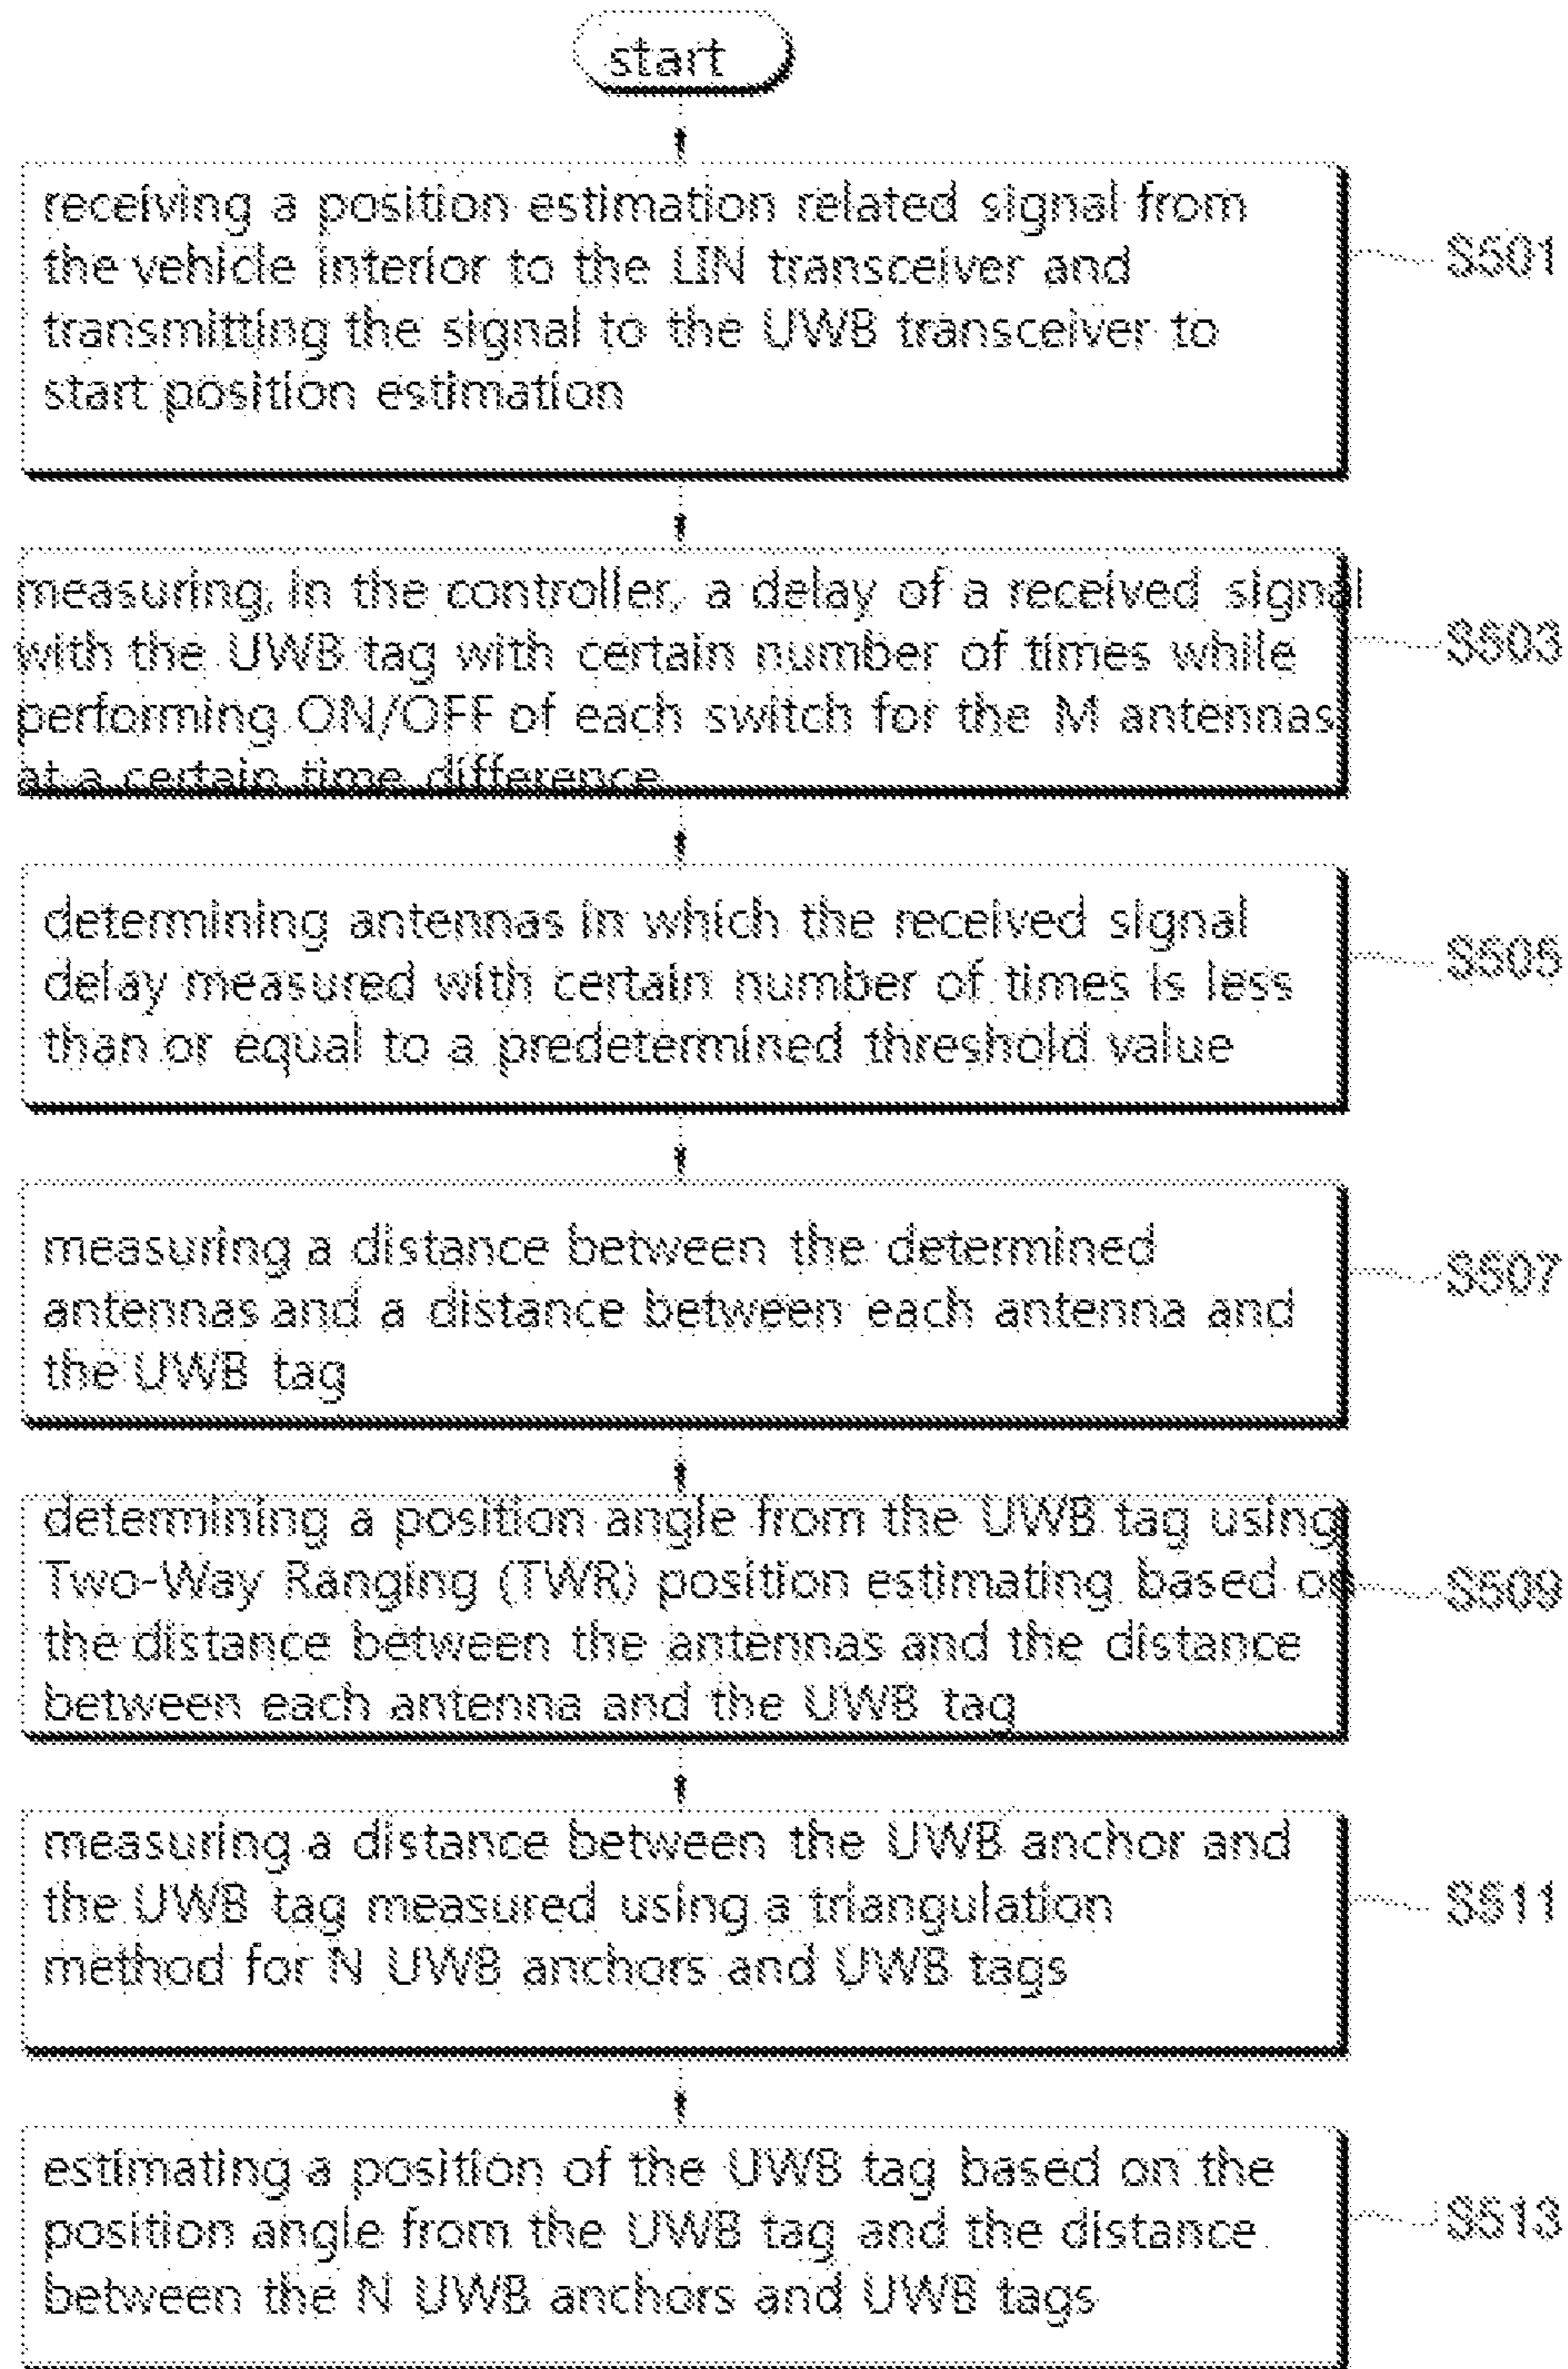 start
receiving a position estimation related signal from
the vehicle interior to the LIN transceiver and
transmitting the signal to the UWB transceiver to
start position estimation
S501
measuring, in the controller, a delay of a received signal
with the UWB tag with certain number of times while
performing ON/OFF of each switch for the M antennas
at a certain time difference
S503
determining antennas in which the received signal
delay measured with certain number of times is less
than or equal to a predetermined threshold value
S505
measuring a distance between the determined
antennas and a distance between each antenna and
the UWB tag
S507
determining a position angle from the UWB tag using
Two-Way Ranging (TWR) position estimating based on
the distance between the antennas and the distance
between each antenna and the UWB tag
S509
measuring a distance between the UWB anchor and
the UWB tag measured using a triangulation
method for N UWB anchors and UWB tags
S511
estimating a position of the UWB tag based on the
position angle from the UWB tag and the distance
between the N UWB anchors and UWB tags
S513